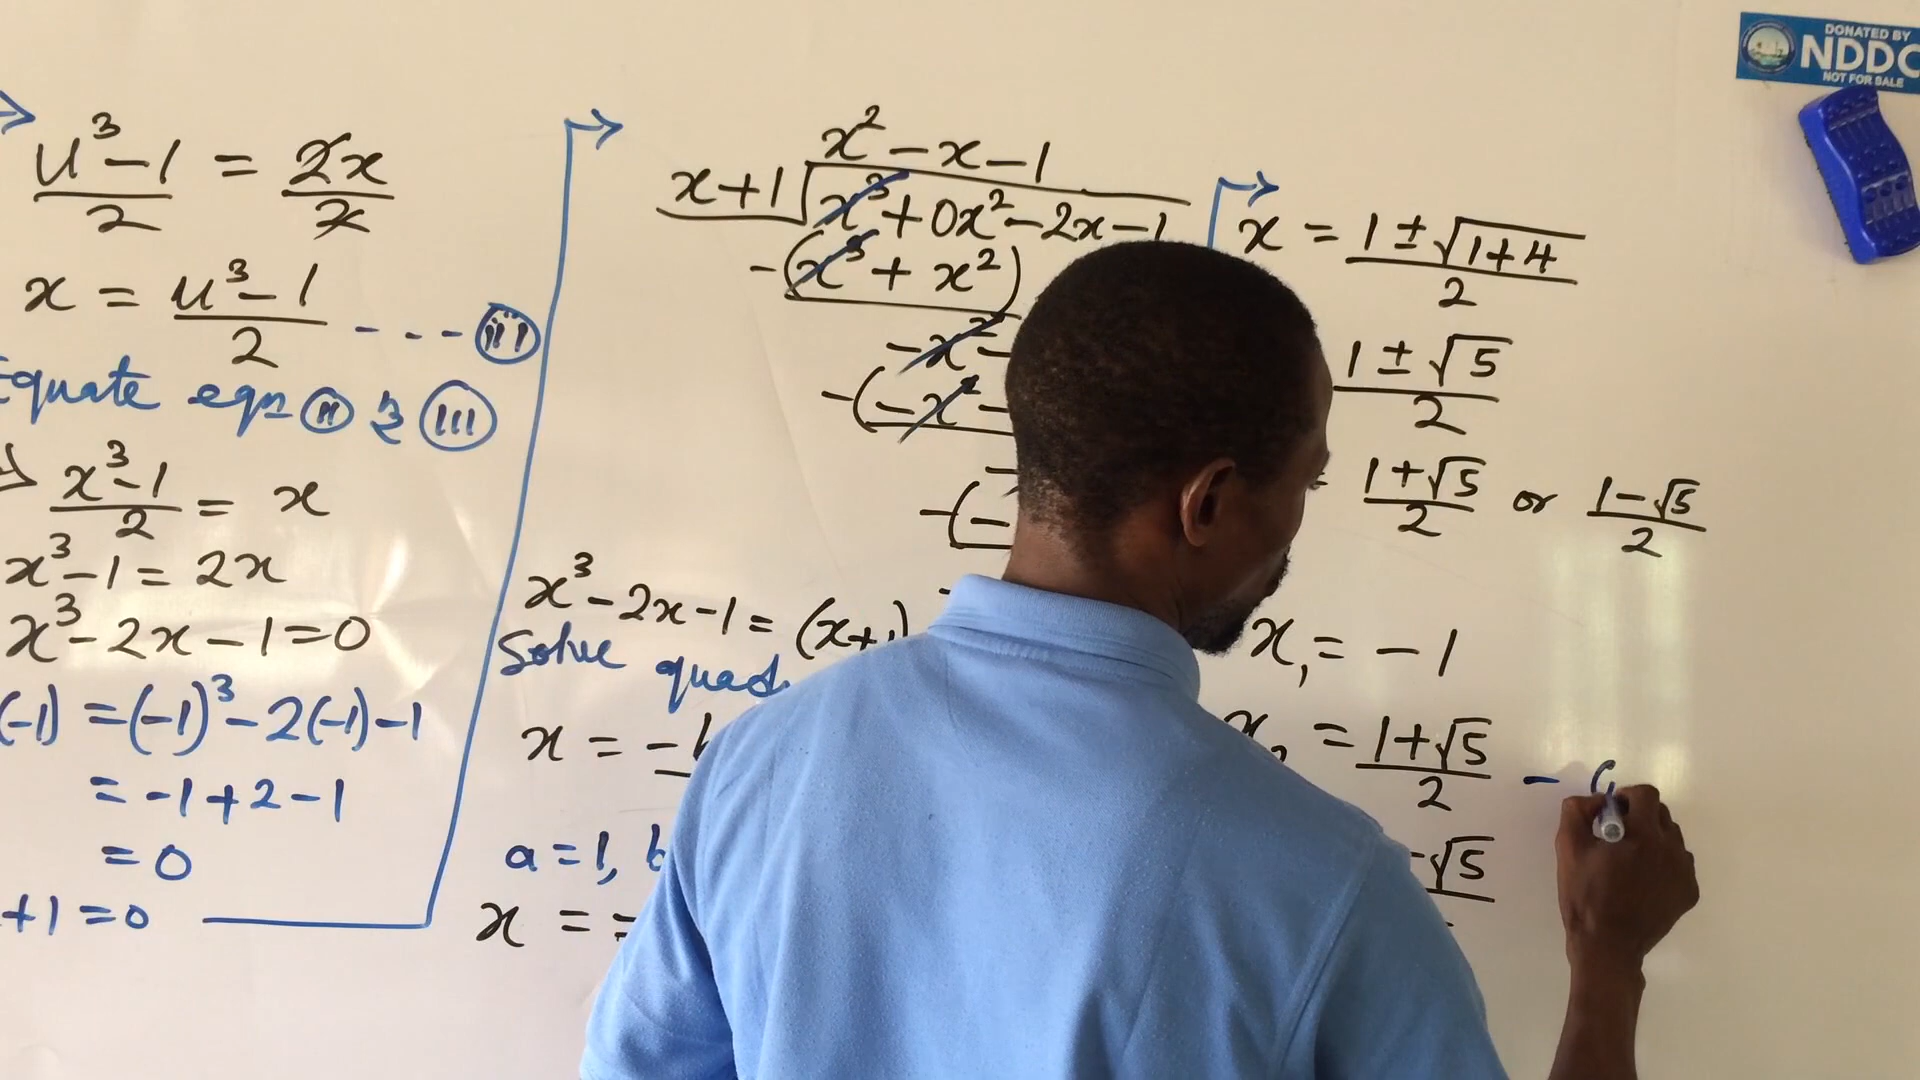 u³-1/2 = 2x/2
x = u³-1/2 - - - (iii)
Equate eqn (ii) & (iii)
⇒ x³-1/2 = x
x³-1 = 2x
x³-2x-1=0
(-1) = (-1)³-2(-1)-1
= -1+2-1
= 0
+1=0
x²-x-1
x+1 √x³+0x²-2x-1
-(x³+x²)
-x²-
-(-x²-
-
-(-
x³-2x-1 = (x+1)
Solve
x = -b
a=1, b
x = =
x = 1±√1+4/2
1±√5/2
= 1+√5/2 or 1-√5/2
x₁ = -1
x₂ = 1+√5/2 -
-√5
DONATED BY
NDDC
NOT FOR SALE